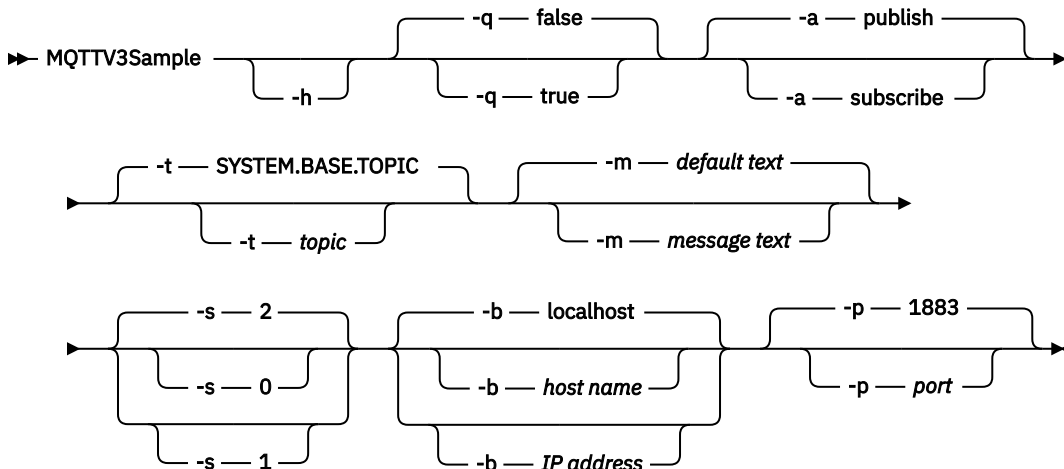 -q — false -a — publish
MQTTV3Sample
-h -q — true -a — subscribe
-t — SYSTEM.BASE.TOPIC -m — default text
-t — topic -m — message text
-s — 2 -b — localhost -p — 1883
-s — 0 -b — host name -p — port
-s — 1 -b — IP address